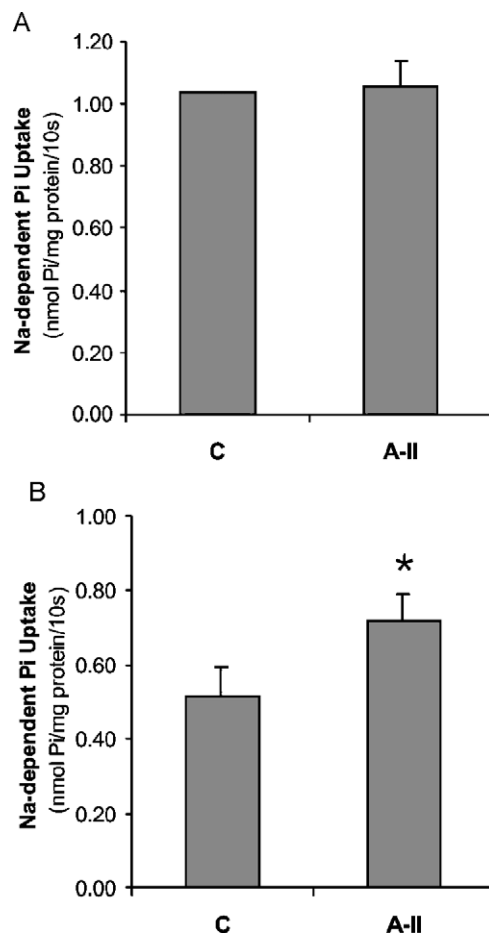 A
Na-dependent Pi Uptake
(nmol Pi/mg protein/10s)
1.20
1.00
0.80
0.60
0.40
0.20
0.00
C A-II
B
Na-dependent Pi Uptake
(nmol Pi/mg protein/10s)
1.00
0.80
0.60
0.40
0.20
0.00
*
C A-II